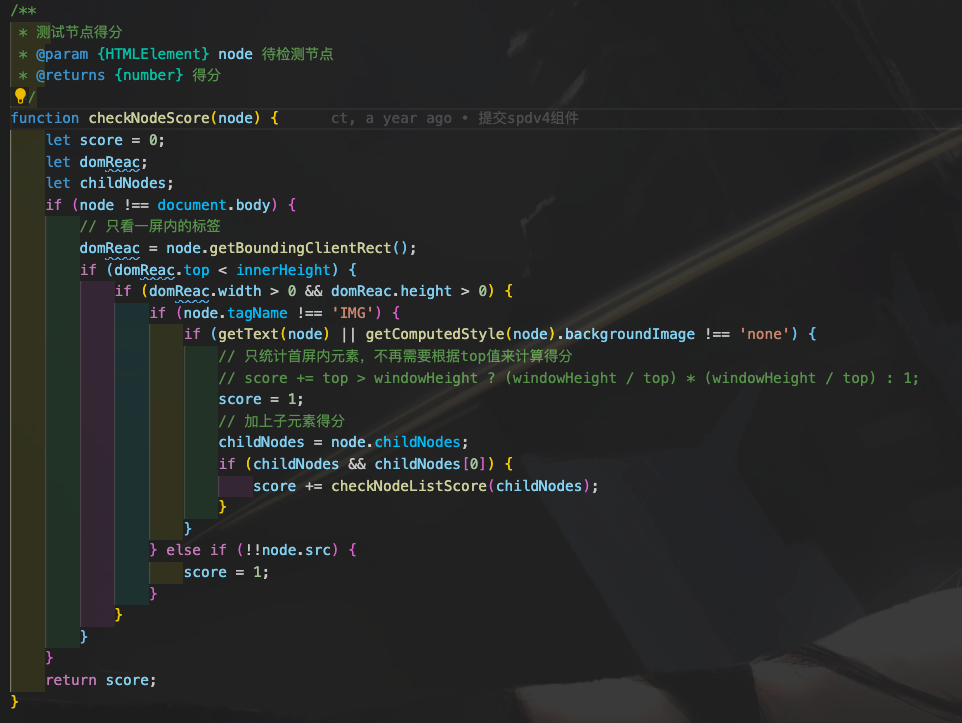 /**
 * 测试节点得分
 * @param {HTMLElement} node 待检测节点
 * @returns {number} 得分
 /
function checkNodeScore(node) {      ct, a year ago • 提交spdv4组件
    let score = 0;
    let domReac;
    let childNodes;
    if (node !== document.body) {
        // 只看一屏内的标签
        domReac = node.getBoundingClientRect();
        if (domReac.top < innerHeight) {
            if (domReac.width > 0 && domReac.height > 0) {
                if (node.tagName !== 'IMG') {
                    if (getText(node) || getComputedStyle(node).backgroundImage !== 'none') {
                        // 只统计首屏内元素，不再需要根据top值来计算得分
                        // score += top > windowHeight ? (windowHeight / top) * (windowHeight / top) : 1;
                        score = 1;
                        // 加上子元素得分
                        childNodes = node.childNodes;
                        if (childNodes && childNodes[0]) {
                            score += checkNodeListScore(childNodes);
                        }
                    }
                } else if (!!node.src) {
                    score = 1;
                }
            }
        }
    }
    return score;
}